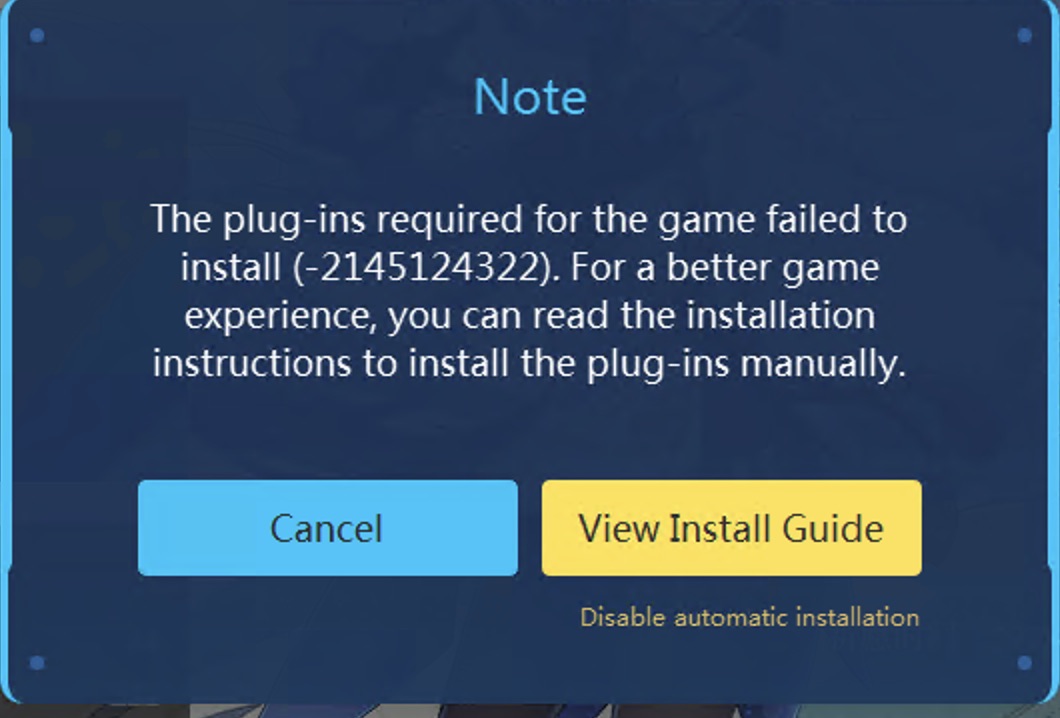 Note
The plug-ins required for the game failed to
install (-2145124322). For a better game
experience, you can read the installation
instructions to install the plug-ins manually.
Cancel
View Install Guide
Disable automatic installation